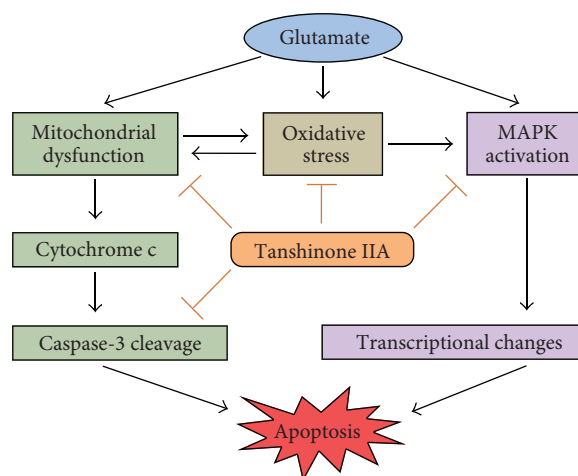 Glutamate
Mitochondrial
dysfunction
Oxidative
stress
MAPK
activation
Cytochrome c
Tanshinone IIA
Caspase-3 cleavage
Transcriptional changes
Apoptosis